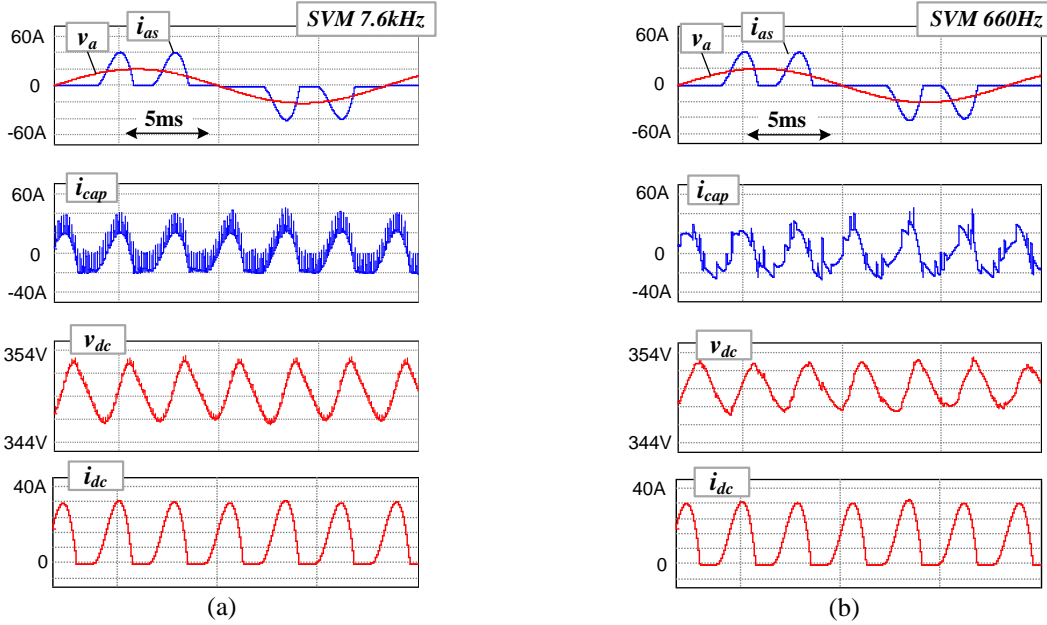 SVM 7.6kHz
60A
v_a
i_as
0
5ms
-60A
60A
i_cap
0
-40A
354V
v_dc
344V
40A
i_dc
0
(a)
SVM 660Hz
60A
v_a
i_as
0
5ms
-60A
60A
i_cap
0
-40A
354V
v_dc
344V
40A
i_dc
0
(b)